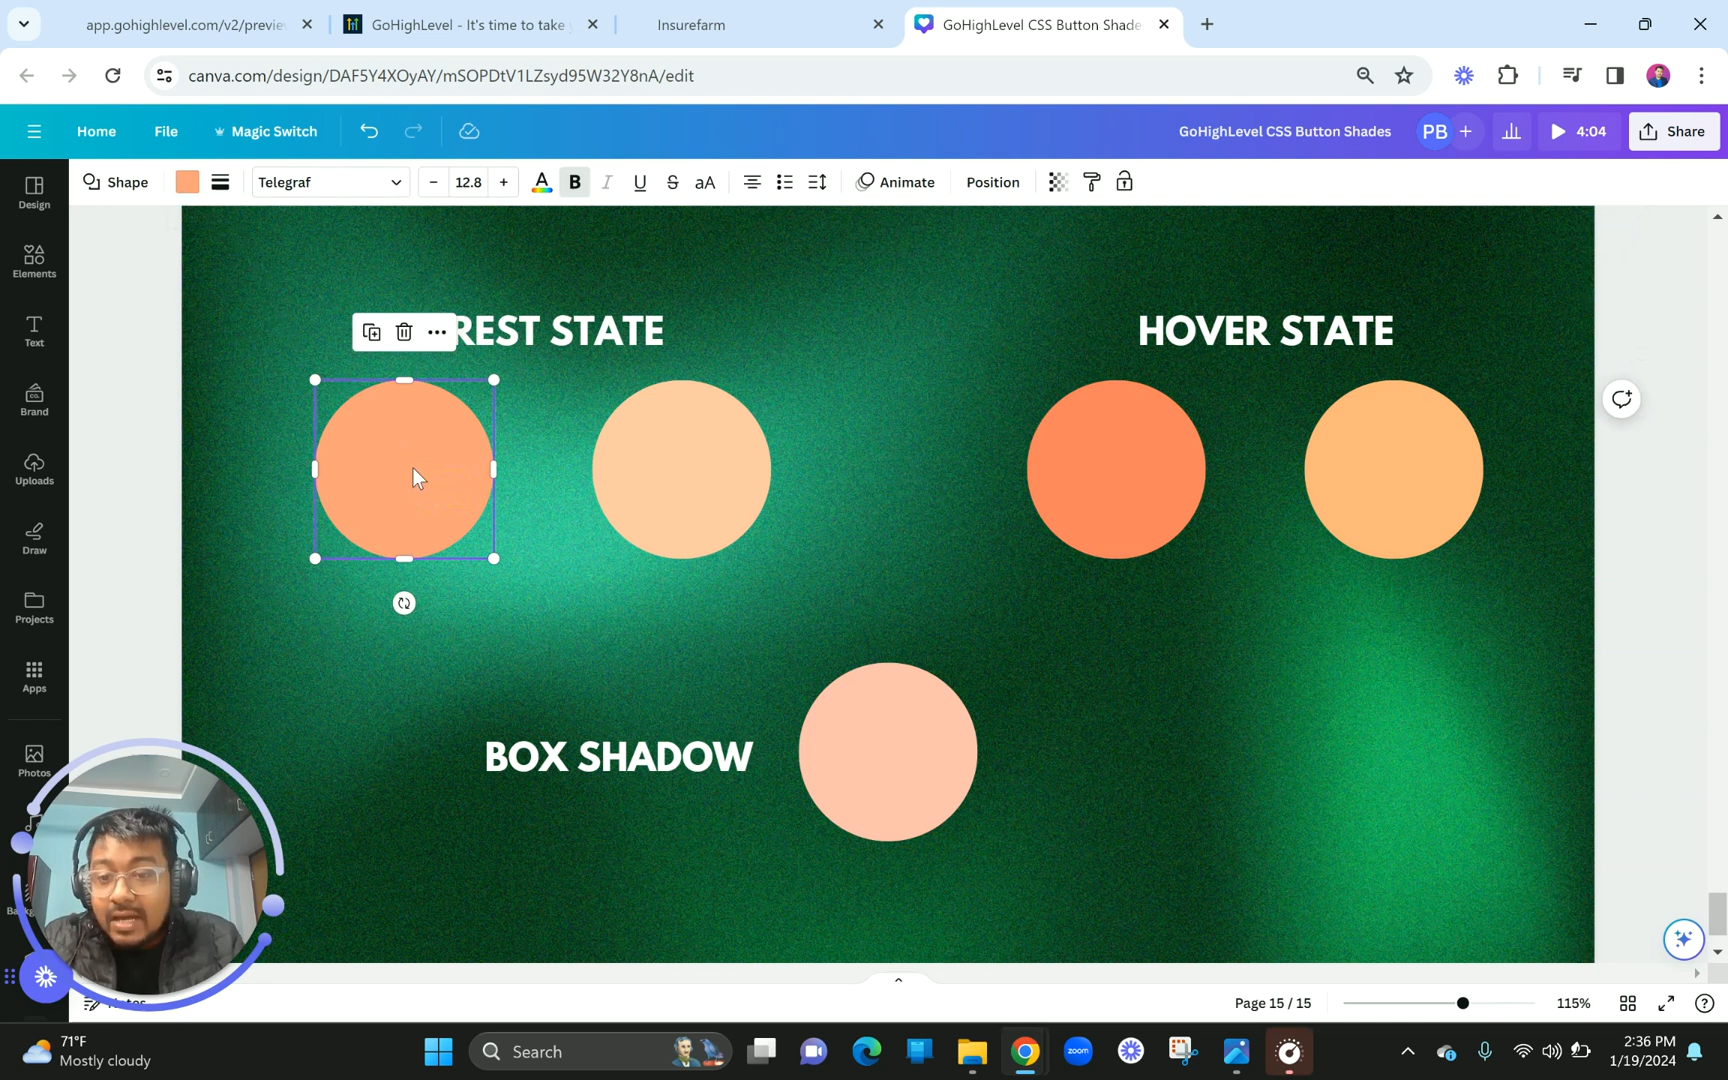 app.gohighlevel.com/v2/previe
GoHighLevel - It's time to take
Insurefarm
GoHighLevel CSS Button Shade
canva.com/design/DAF5Y4XOyAY/mSOPDtV1LZsyd95W32Y8nA/edit
Home
File
Magic Switch
GoHighLevel CSS Button Shades
PB
4:04
Share
Shape
Telegraf
12.8
A
B
I
U
S
aA
Animate
Position
Design
Elements
Text
Brand
Uploads
Draw
Projects
Apps
Photos
REST STATE
HOVER STATE
BOX SHADOW
Page 15 / 15
115%
71°F
Mostly cloudy
Search
zoom
2:36 PM
1/19/2024